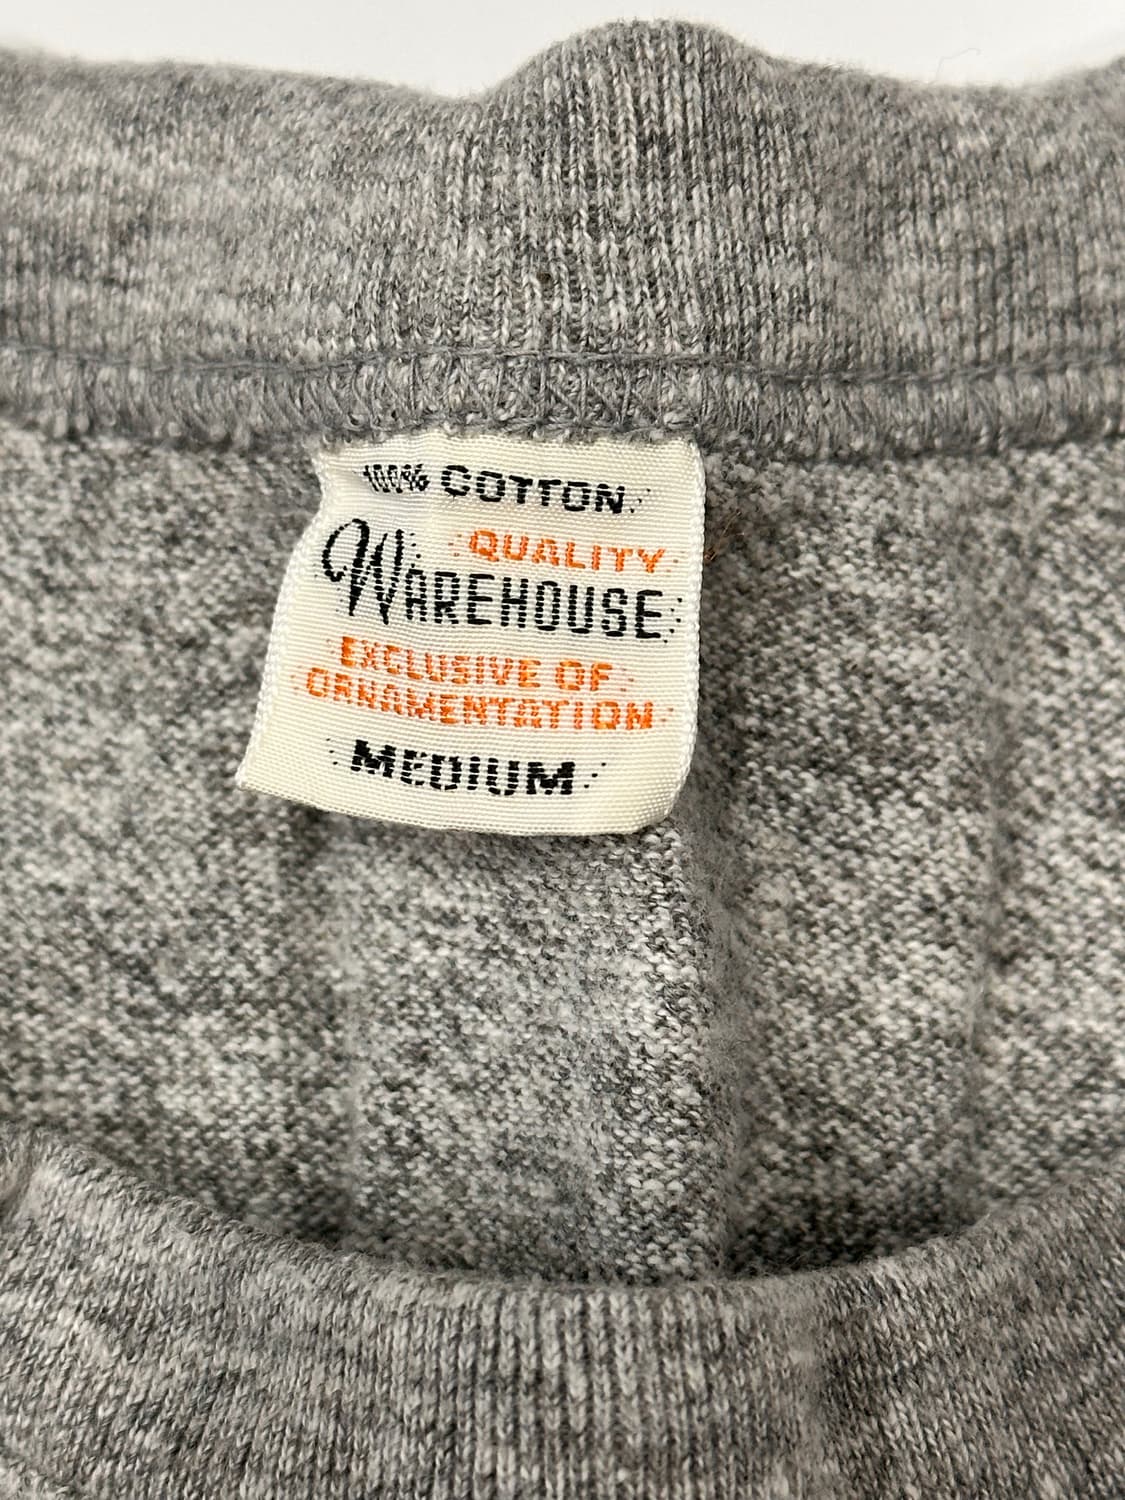 100% COTTON
QUALITY
WAREHOUSE
EXCLUSIVE OF
ORNAMENTATION
MEDIUM